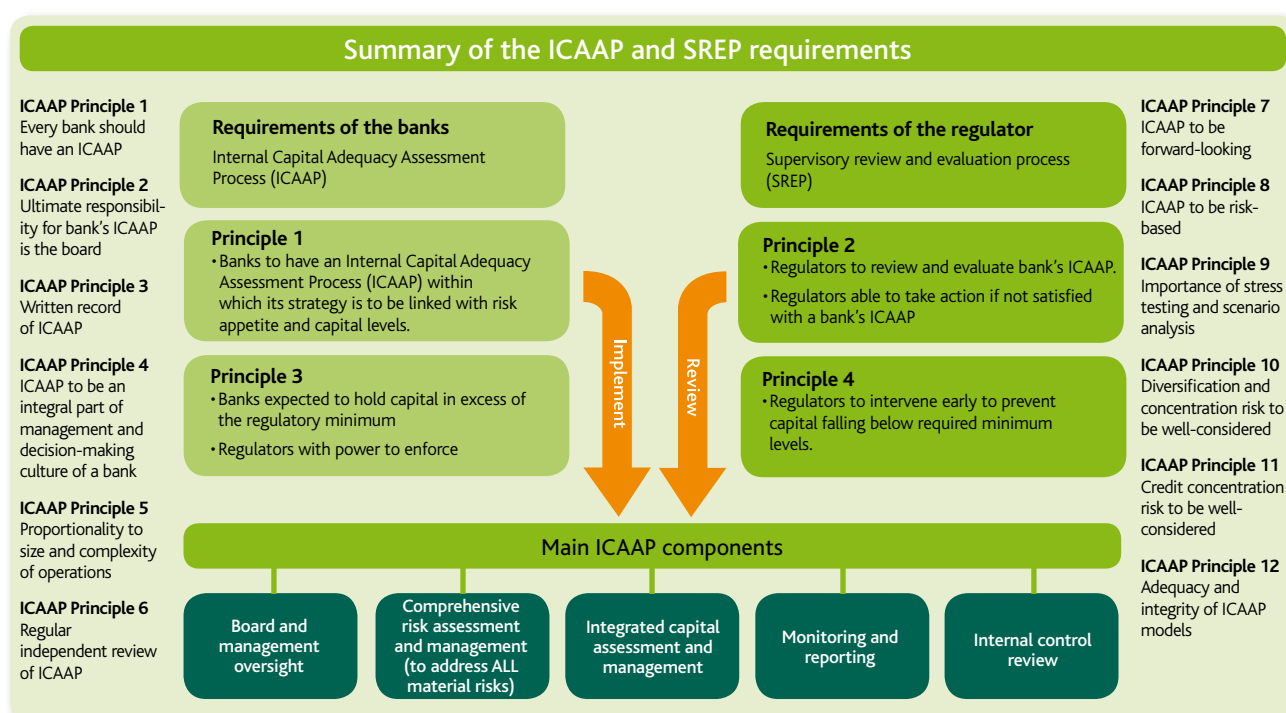 Summary of the ICAAP and SREP requirements
ICAAP Principle 1
Every bank should
have an ICAAP
ICAAP Principle 2
Ultimate responsibil-
ity for bank's ICAAP
is the board
ICAAP Principle 3
Written record
of ICAAP
ICAAP Principle 4
ICAAP to be an
integral part of
management and
decision-making
culture of a bank
ICAAP Principle 5
Proportionality to
size and complexity
of operations
ICAAP Principle 6
Regular
independent review
of ICAAP
Requirements of the banks
Internal Capital Adequacy Assessment
Process (ICAAP)
Principle 1
• Banks to have an Internal Capital Adequacy
Assessment Process (ICAAP) within
which its strategy is to be linked with risk
appetite and capital levels.
Principle 3
• Banks expected to hold capital in excess of
the regulatory minimum
• Regulators with power to enforce
Implement
Review
Requirements of the regulator
Supervisory review and evaluation process
(SREP)
Principle 2
• Regulators to review and evaluate bank's ICAAP.
• Regulators able to take action if not satisfied
with a bank's ICAAP
Principle 4
• Regulators to intervene early to prevent
capital falling below required minimum
levels.
ICAAP Principle 7
ICAAP to be
forward-looking
ICAAP Principle 8
ICAAP to be risk-
based
ICAAP Principle 9
Importance of stress
testing and scenario
analysis
ICAAP Principle 10
Diversification and
concentration risk to
be well-considered
ICAAP Principle 11
Credit concentration
risk to be well-
considered
ICAAP Principle 12
Adequacy and
integrity of ICAAP
models
Main ICAAP components
Board and
management
oversight
Comprehensive
risk assessment
and management
(to address ALL
material risks)
Integrated capital
assessment and
management
Monitoring and
reporting
Internal control
review